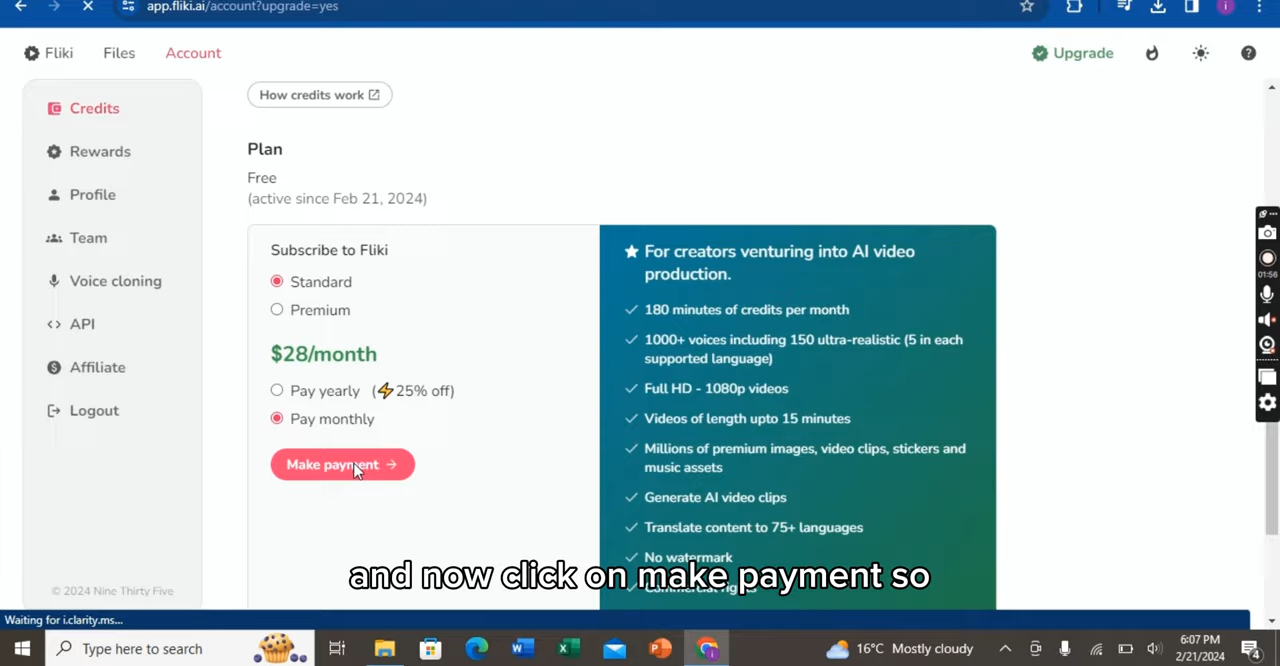 app.fliki.ai/account?upgrade=yes
Fliki
Files
Account
Upgrade
Credits
Rewards
Profile
Team
Voice cloning
API
Affiliate
Logout
© 2024 Nine Thirty Five
How credits work
Plan
Free
(active since Feb 21, 2024)
Subscribe to Fliki
Standard
Premium
$28/month
Pay yearly (⚡25% off)
Pay monthly
Make payment →
For creators venturing into AI video
production.
180 minutes of credits per month
1000+ voices including 150 ultra-realistic (5 in each
supported language)
Full HD - 1080p videos
Videos of length upto 15 minutes
Millions of premium images, video clips, stickers and
music assets
Generate AI video clips
Translate content to 75+ languages
No watermark
Commercial rights
and now click on make payment so
01:56
Waiting for i.clarity.ms...
Type here to search
16°C Mostly cloudy
6:07 PM
2/21/2024
4